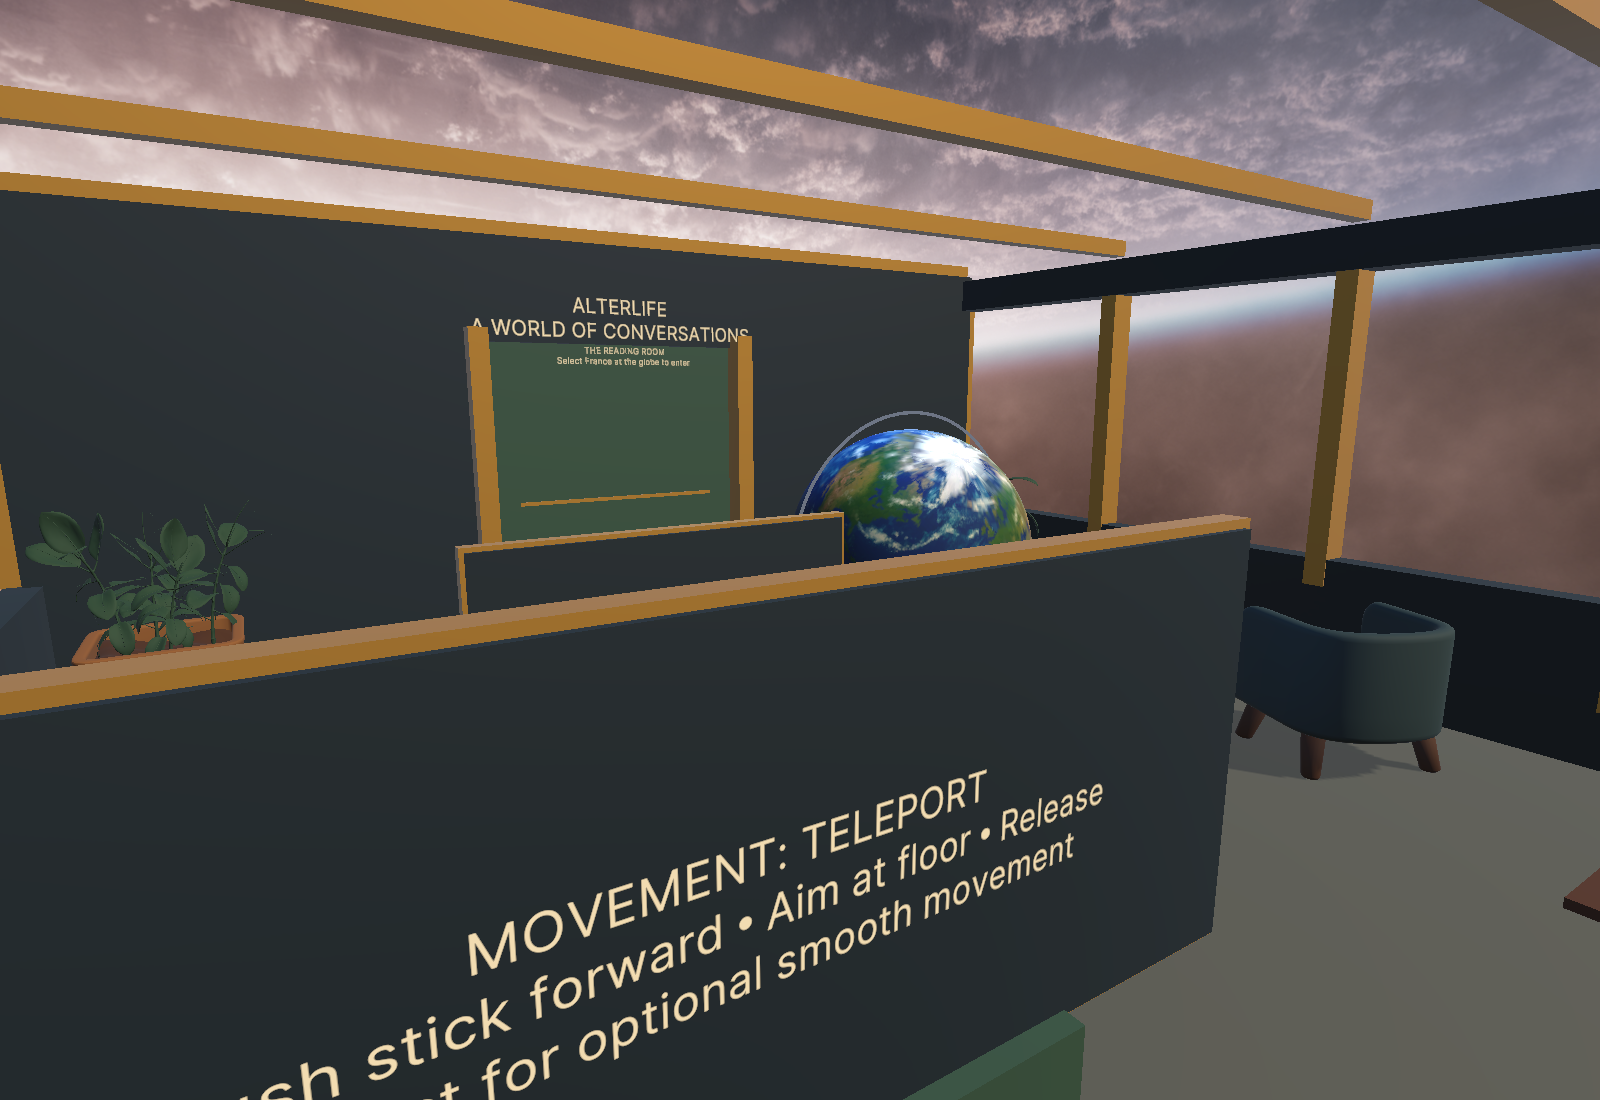 ALTERLIFE
A WORLD OF CONVERSATIONS
THE READING ROOM
Select France at the globe to enter
MOVEMENT: TELEPORT
stick forward • Aim at floor • Release
for optional smooth movement